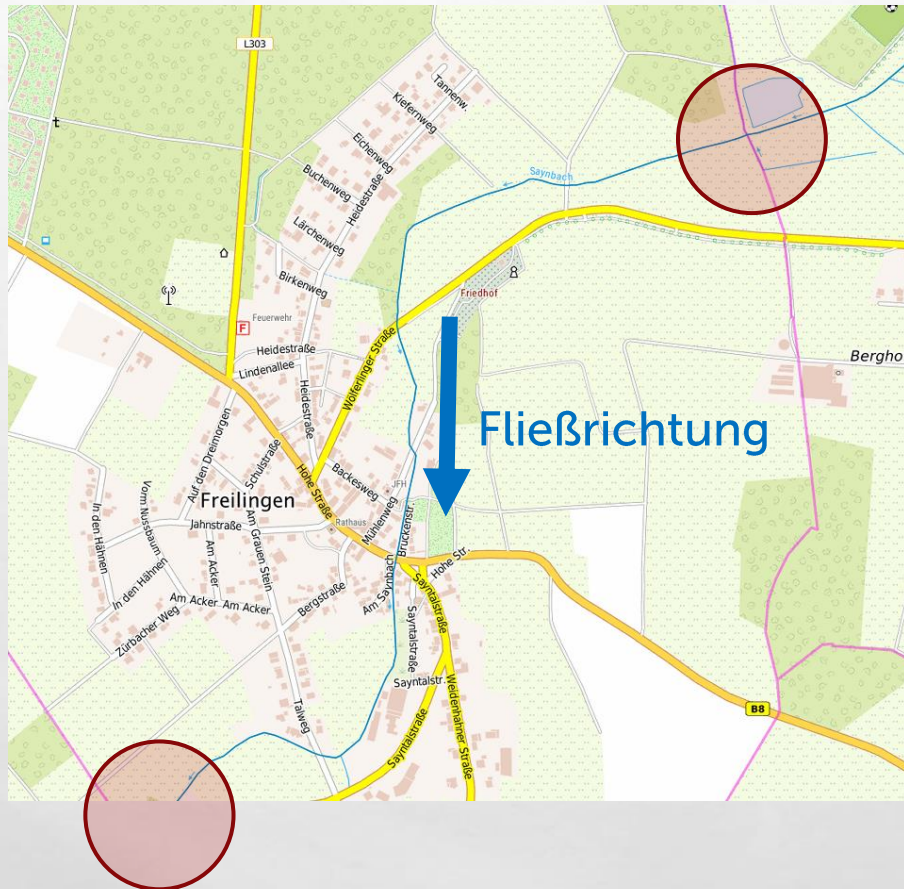 L303
Tannenw.
Kiefernweg
Eichenweg
Buchenweg
Heidestraße
Lärchenweg
Birkenweg
Saynbach
Friedhof
Feuerwehr
F
Heidestraße
Lindenallee
Wölferlinger Straße
Heidestraße
Bergho
Fließrichtung
Auf den Dreimorgen
Schulstraße
Hohe Straße
Backesweg
JFH
Freilingen
Mühlenweg
Brückenstr.
In den Hähnen
Vorm Nussbaum
Jahnstraße
Am Grauen Stein
Rathaus
Am Acker
Hohe Str.
In den Hähnen
Am Acker
Am Acker
Bergstraße
Am Saynbach
Sayntalstraße
Sayntalstraße
Zürbacher Weg
Sayntalstr.
Talweg
Sayntalstraße
Weidenhahner Straße
B8